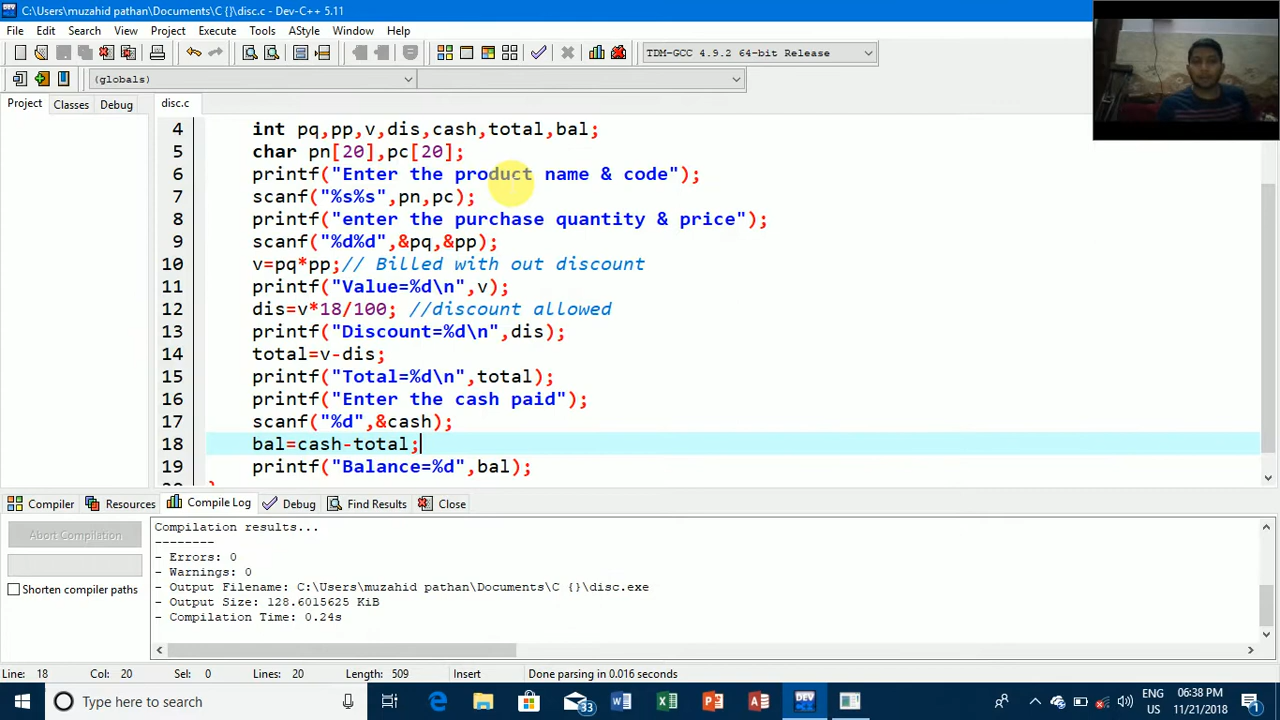 C:\Users\muzahid pathan\Documents\C {}\disc.c - Dev-C++ 5.11
File Edit Search View Project Execute Tools AStyle Window Help
TDM-GCC 4.9.2 64-bit Release
(globals)
Project Classes Debug disc.c
4 int pq,pp,v,dis,cash,total,bal;
5 char pn[20],pc[20];
6 printf("Enter the product name & code");
7 scanf("%s%s",pn,pc);
8 printf("enter the purchase quantity & price");
9 scanf("%d%d",&pq,&pp);
10 v=pq*pp;// Billed with out discount
11 printf("Value=%d\n",v);
12 dis=v*18/100; //discount allowed
13 printf("Discount=%d\n",dis);
14 total=v-dis;
15 printf("Total=%d\n",total);
16 printf("Enter the cash paid");
17 scanf("%d",&cash);
18 bal=cash-total;
19 printf("Balance=%d",bal);
Compiler Resources Compile Log Debug Find Results Close
Abort Compilation
Shorten compiler paths
Compilation results...
--------
- Errors: 0
- Warnings: 0
- Output Filename: C:\Users\muzahid pathan\Documents\C {}\disc.exe
- Output Size: 128.6015625 KiB
- Compilation Time: 0.24s
Line: 18 Col: 20 Sel: 0 Lines: 20 Length: 509 Insert Done parsing in 0.016 seconds
Type here to search
33
ENG
US
06:38 PM
11/21/2018
1